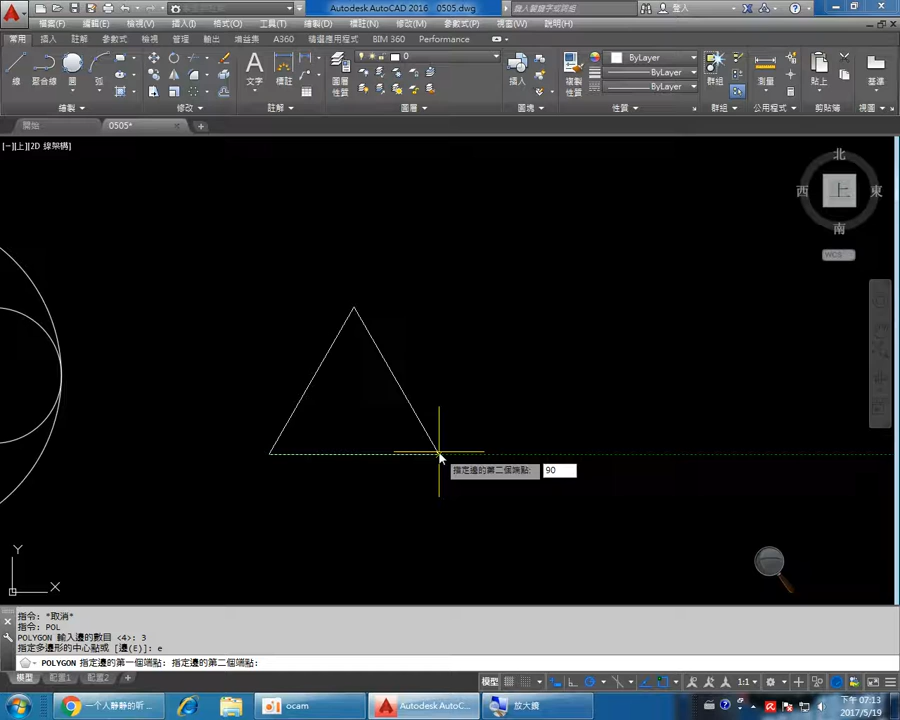 Autodesk AutoCAD 2016 0505.dwg
登入
檔案(F) 編輯(E) 檢視(V) 插入(I) 格式(O) 工具(T) 繪製(D) 標註(N) 修改(M) 參數式(P) 視窗(W) 說明(H)
常用 插入 註解 參數式 檢視 管理 輸出 增益集 A360 精選應用程式 BIM 360 Performance
0
ByLayer
ByLayer
ByLayer
線 聚合線 圓 弧 文字 標註 圖層性質 插入 複製性質 群組 測量 貼上 基準
繪製 修改 註解 圖層 圖塊 性質 群組 公用程式 剪貼簿 視圖
開始 0505*
[─][上][2D 線架構]
北
西 上 東
南
WCS
指定邊的第二個端點: 90
Y
X
指令: *取消*
指令: POL
POLYGON 輸入邊的數目 <4>: 3
指定多邊形的中心點或 [邊(E)]: e
POLYGON 指定邊的第一個端點: 指定邊的第二個端點:
模型 配置1 配置2 +
模型 1:1
一个人靜靜的听 ... ocam Autodesk AutoC... 放大鏡
下午 07:13
2017/5/19